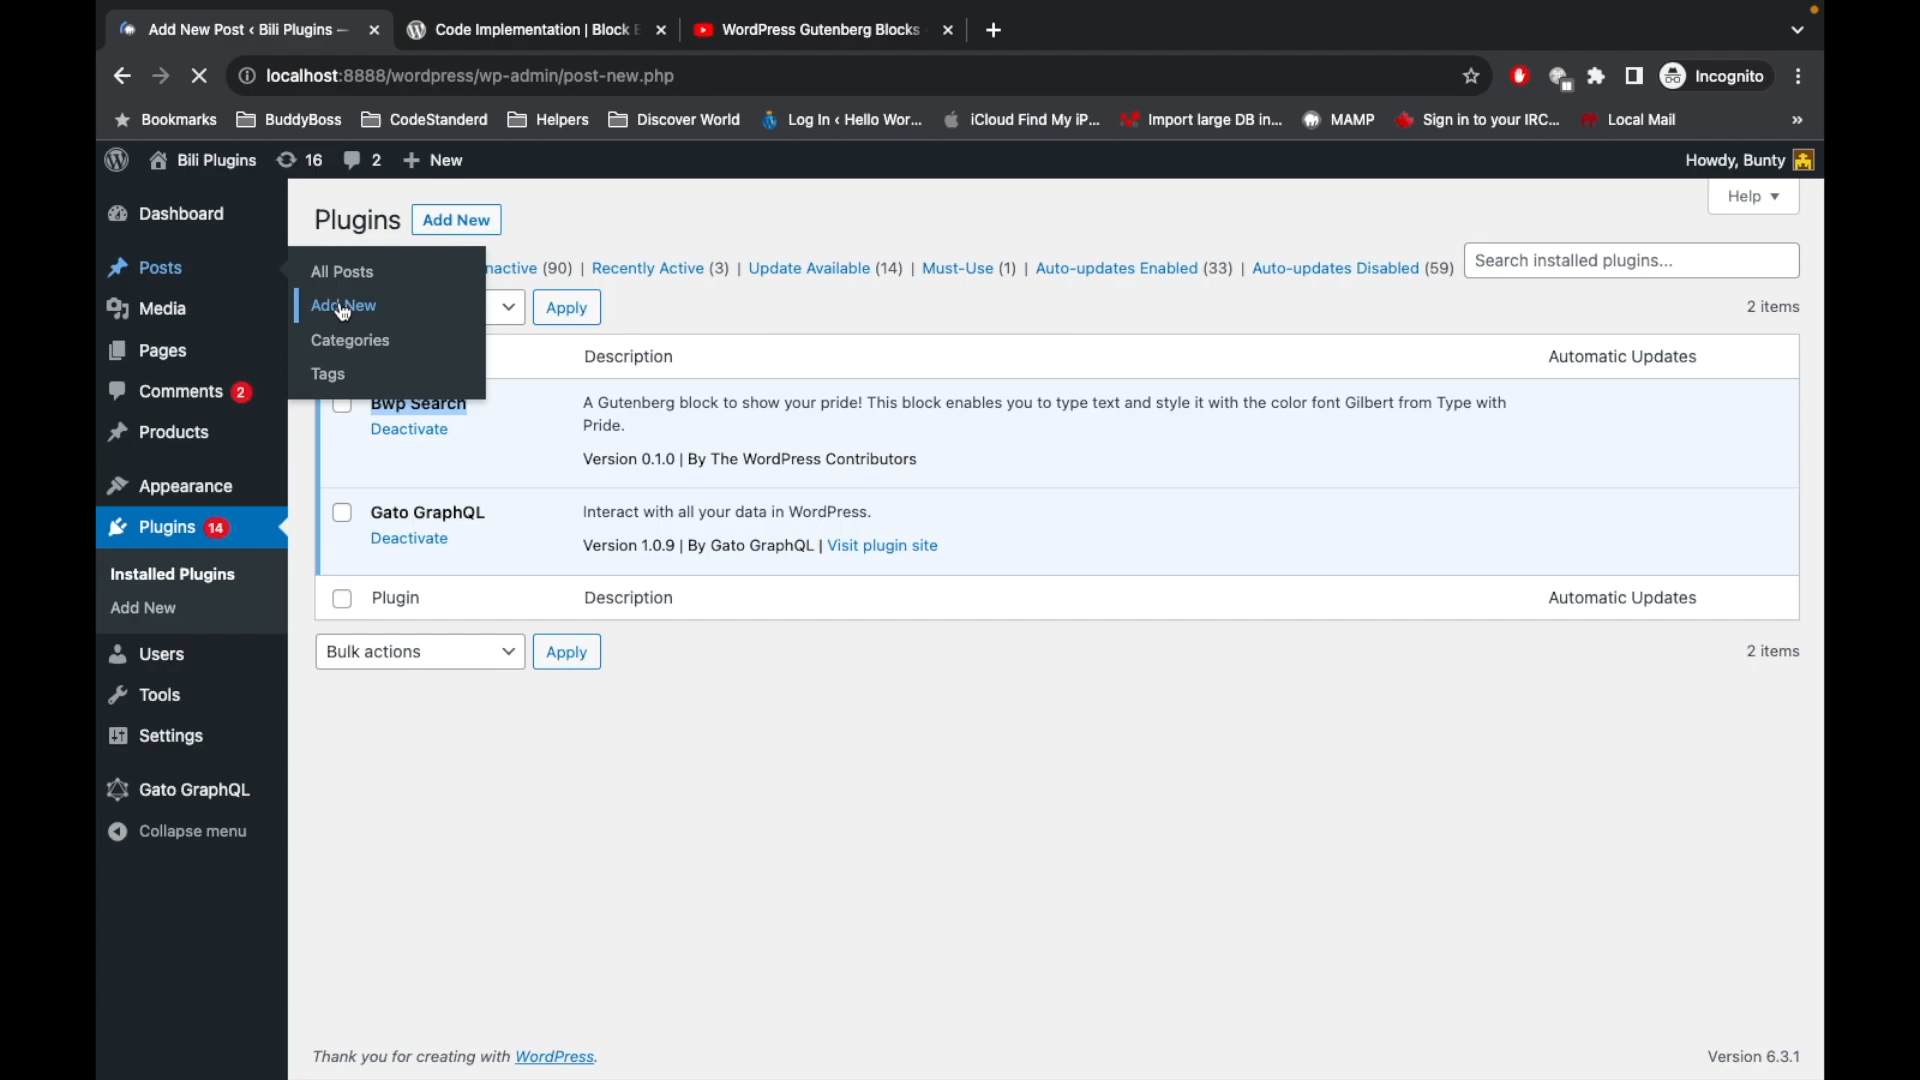 Add New Post ‹ Bili Plugins —
Code Implementation | Block E
WordPress Gutenberg Blocks
localhost:8888/wordpress/wp-admin/post-new.php
Incognito
Bookmarks
BuddyBoss
CodeStanderd
Helpers
Discover World
Log In ‹ Hello Wor...
iCloud Find My iP...
Import large DB in...
MAMP
Sign in to your IRC...
Local Mail
»
Bili Plugins
16
2
New
Howdy, Bunty
Dashboard
Posts
Media
Pages
Comments 2
Products
Appearance
Plugins 14
Installed Plugins
Add New
Users
Tools
Settings
Gato GraphQL
Collapse menu
All Posts
Add New
Categories
Tags
Help
Plugins Add New
nactive (90) | Recently Active (3) | Update Available (14) | Must-Use (1) | Auto-updates Enabled (33) | Auto-updates Disabled (59)
Search installed plugins...
Apply
2 items
Description Automatic Updates
Bwp Search
Deactivate
A Gutenberg block to show your pride! This block enables you to type text and style it with the color font Gilbert from Type with
Pride.
Version 0.1.0 | By The WordPress Contributors
Gato GraphQL
Deactivate
Interact with all your data in WordPress.
Version 1.0.9 | By Gato GraphQL | Visit plugin site
Plugin Description Automatic Updates
Bulk actions Apply
2 items
Thank you for creating with WordPress.
Version 6.3.1